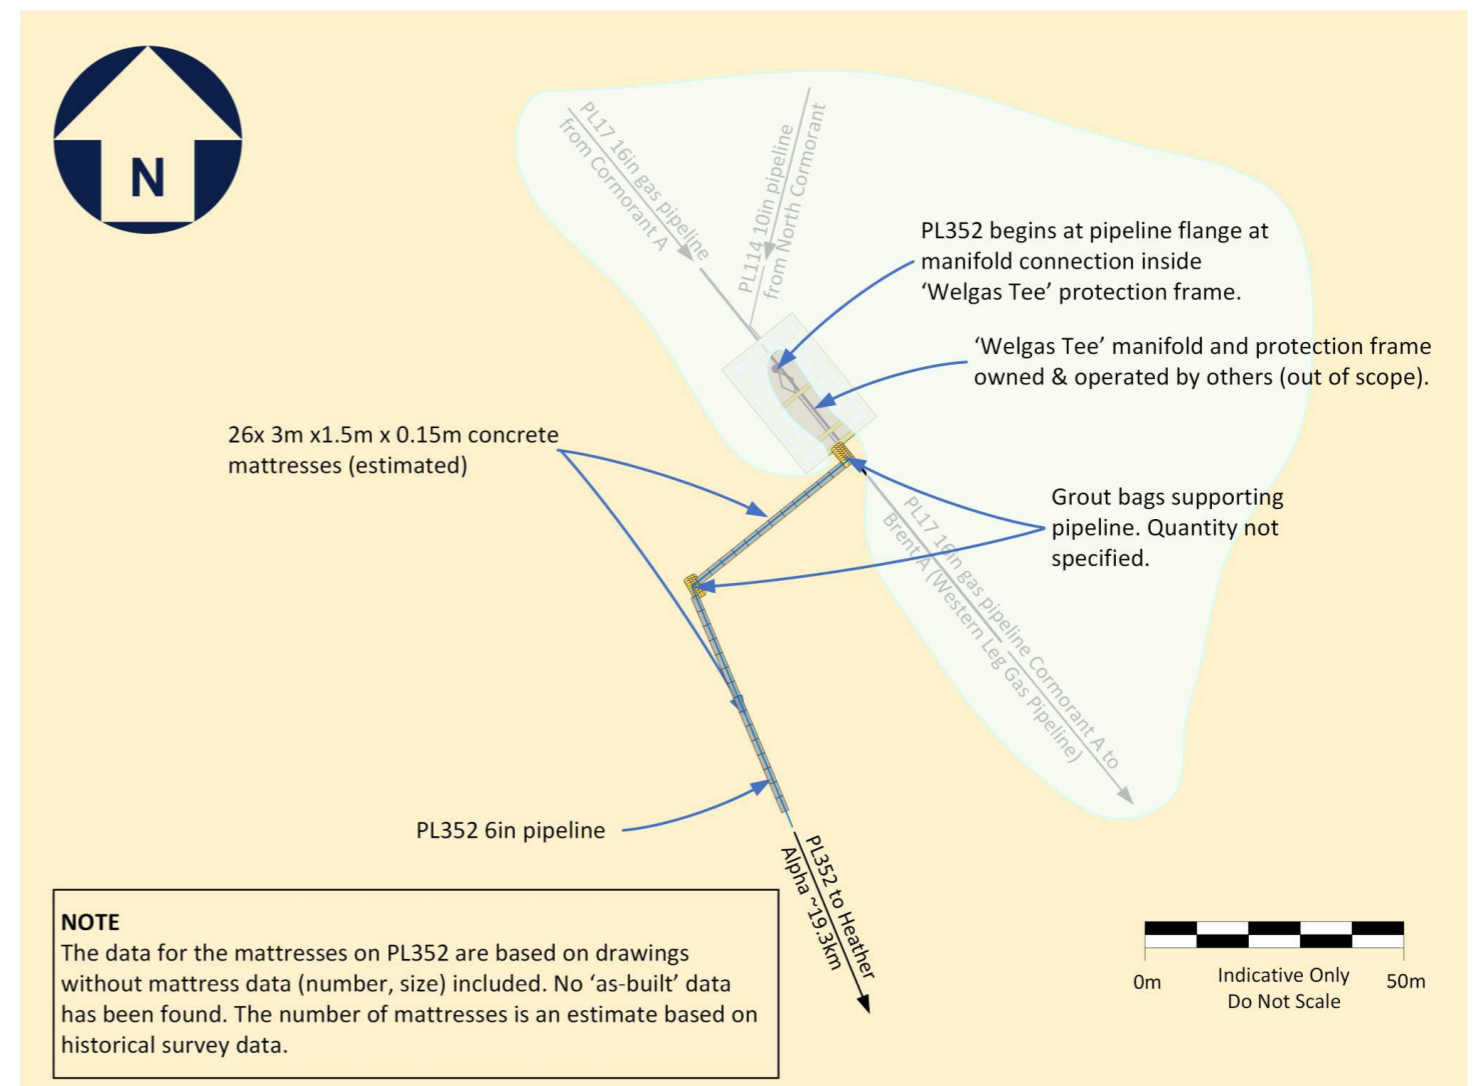 N
PL17 16in gas pipeline
from Cormorant A
PL114 10in pipeline
from North Cormorant
PL352 begins at pipeline flange at
manifold connection inside
‘Welgas Tee’ protection frame.
‘Welgas Tee’ manifold and protection frame
owned & operated by others (out of scope).
26x 3m x1.5m x 0.15m concrete
mattresses (estimated)
Grout bags supporting
pipeline. Quantity not
specified.
PL17 16in gas pipeline Cormorant A to
Brent A (Western Leg Gas Pipeline)
PL352 6in pipeline
PL352 to Heather
Alpha ~19.3km
NOTE
The data for the mattresses on PL352 are based on drawings
without mattress data (number, size) included. No ‘as-built’ data
has been found. The number of mattresses is an estimate based on
historical survey data.
0m
Indicative Only
Do Not Scale
50m